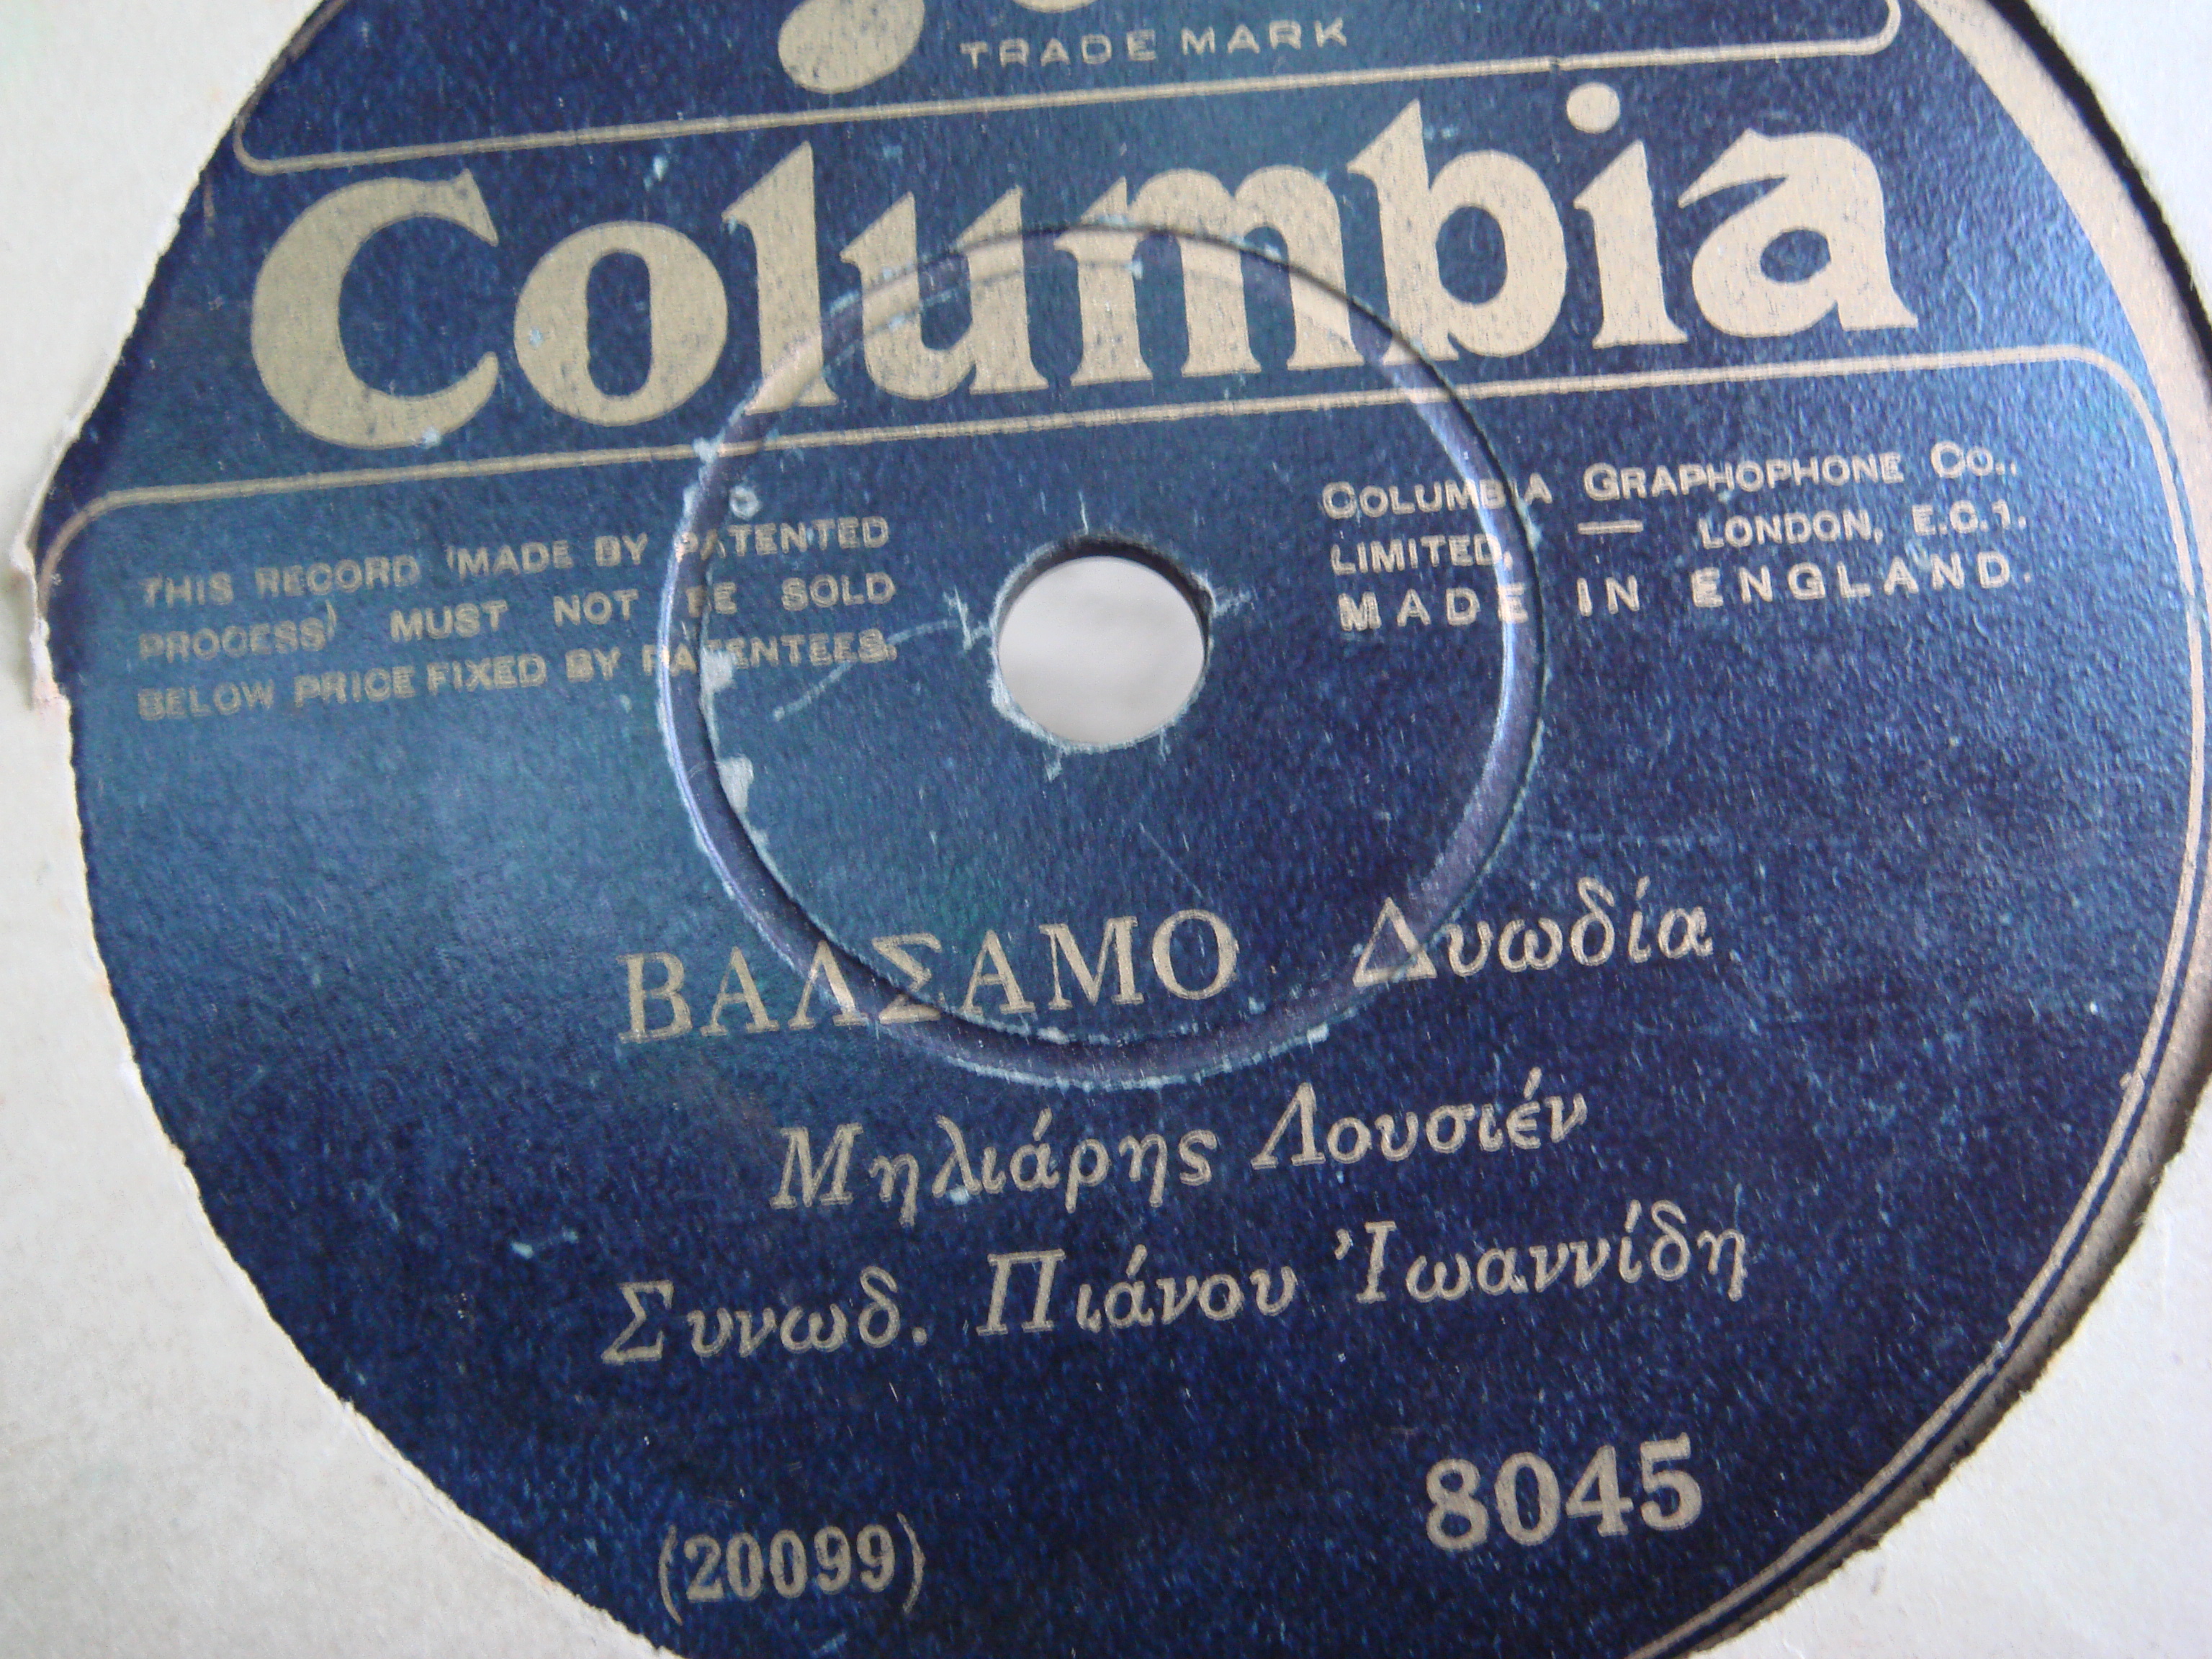 TRADE MARK
Columbia
THIS RECORD (MADE BY PATENTED
PROCESS) MUST NOT BE SOLD
BELOW PRICE FIXED BY PATENTEES.
COLUMBIA GRAPHOPHONE CO.,
LIMITED, — LONDON, E.C.1.
MADE IN ENGLAND.
ΒΑΛΣΑΜΟ Δυωδία
Μηλιάρης Λουσιέν
Συνωδ. Πιάνου Ἰωαννίδη
8045
(20099)